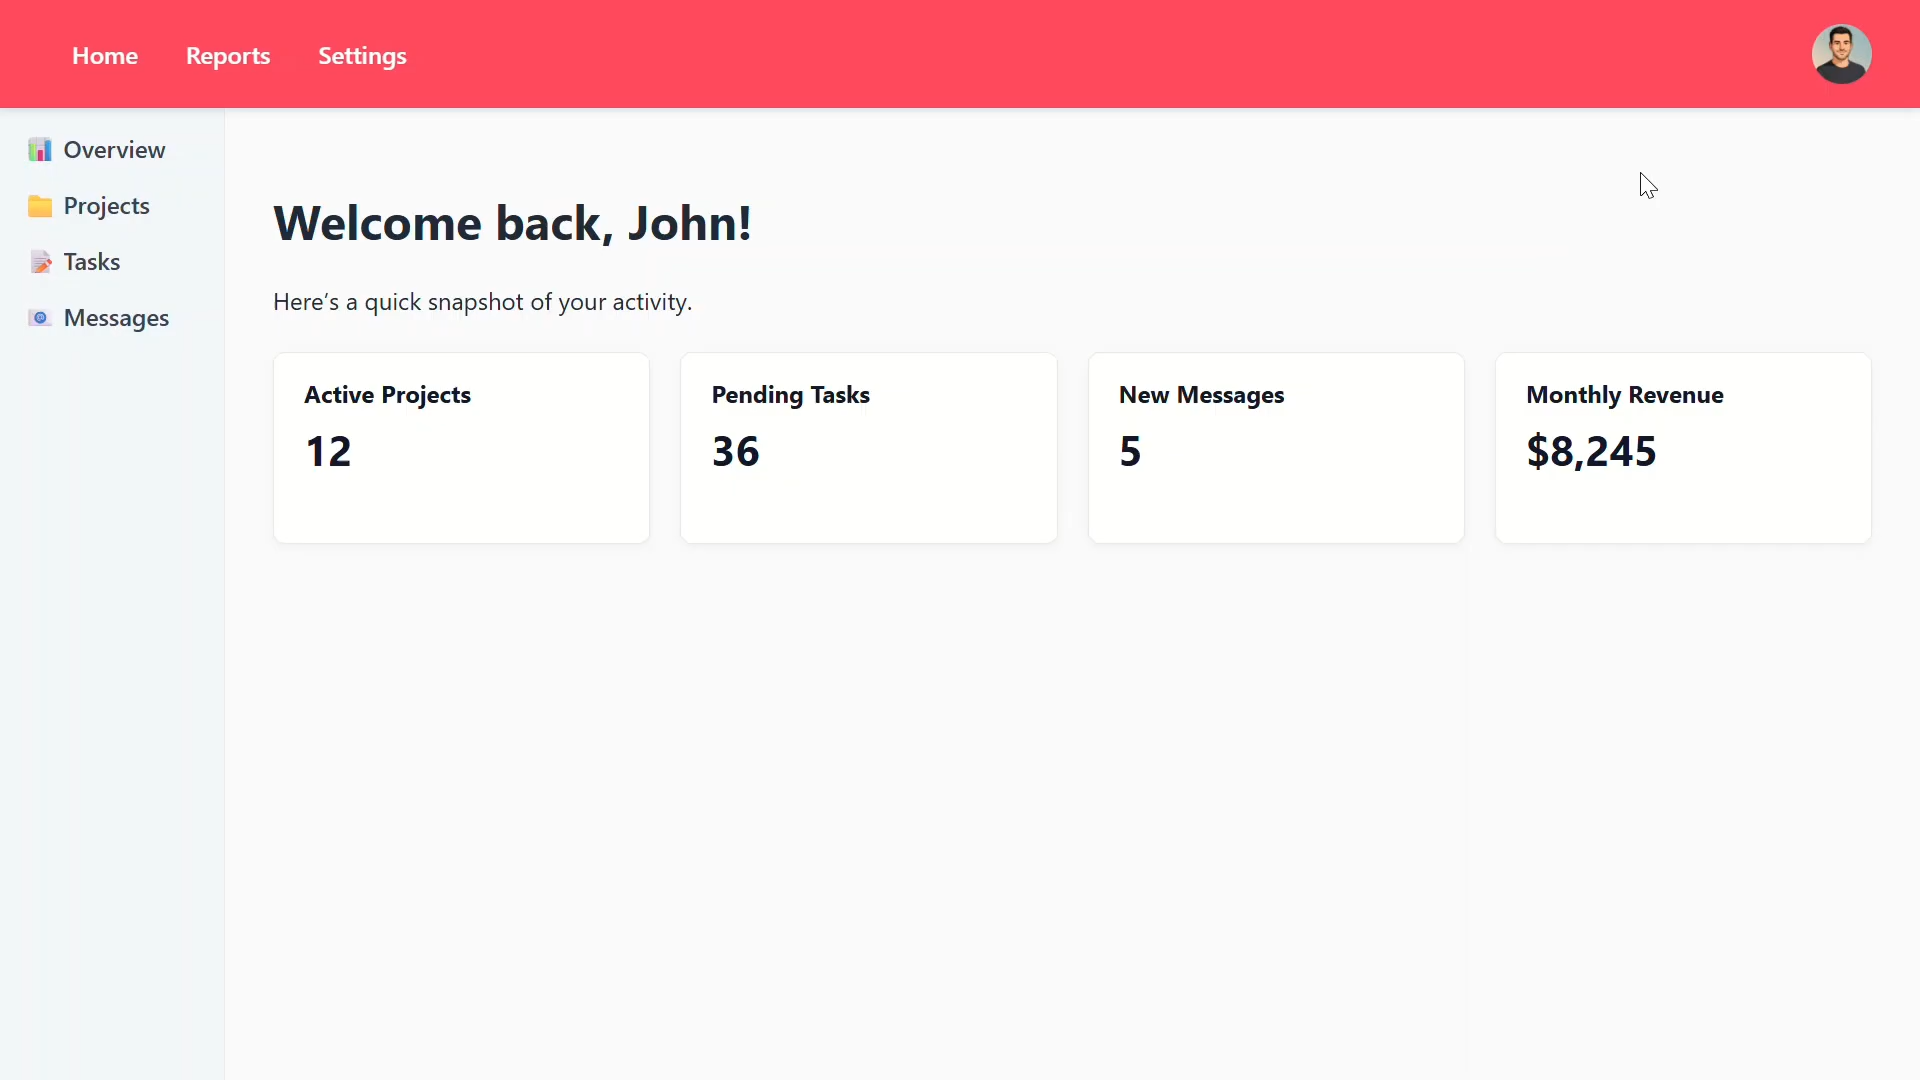 Home Reports Settings
Overview
Projects
Tasks
Messages
Welcome back, John!
Here's a quick snapshot of your activity.
Active Projects
12
Pending Tasks
36
New Messages
5
Monthly Revenue
$8,245